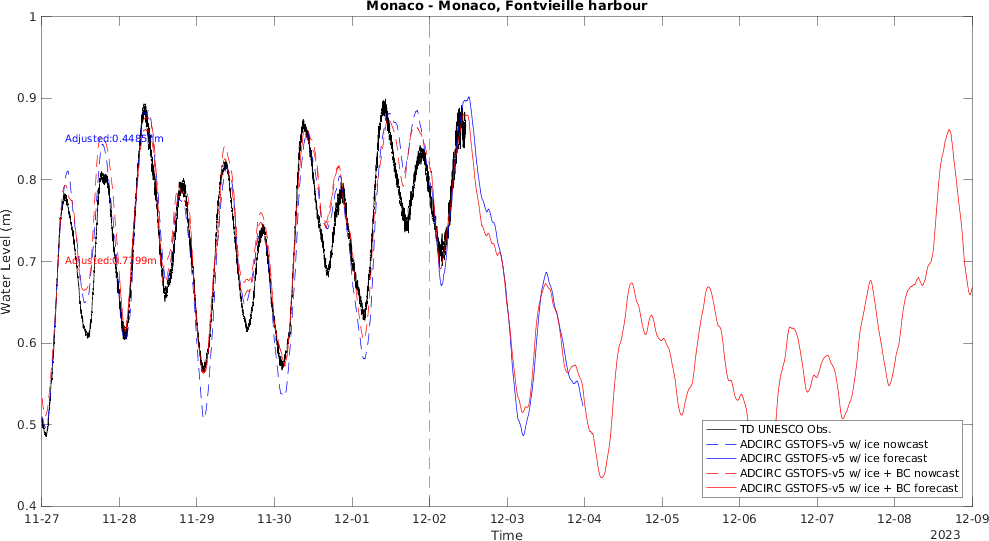 Monaco - Monaco, Fontvieille harbour
Water Level (m)
1
0.9
0.8
0.7
0.6
0.5
0.4
Adjusted:0.4485
Adjusted:0.7799m
11-27 11-28 11-29 11-30 12-01 12-02 12-03 12-04 12-05 12-06 12-07 12-08 12-09
Time
2023
TD UNESCO Obs.
ADCIRC GSTOFS-v5 w/ ice nowcast
ADCIRC GSTOFS-v5 w/ ice forecast
ADCIRC GSTOFS-v5 w/ ice + BC nowcast
ADCIRC GSTOFS-v5 w/ ice + BC forecast